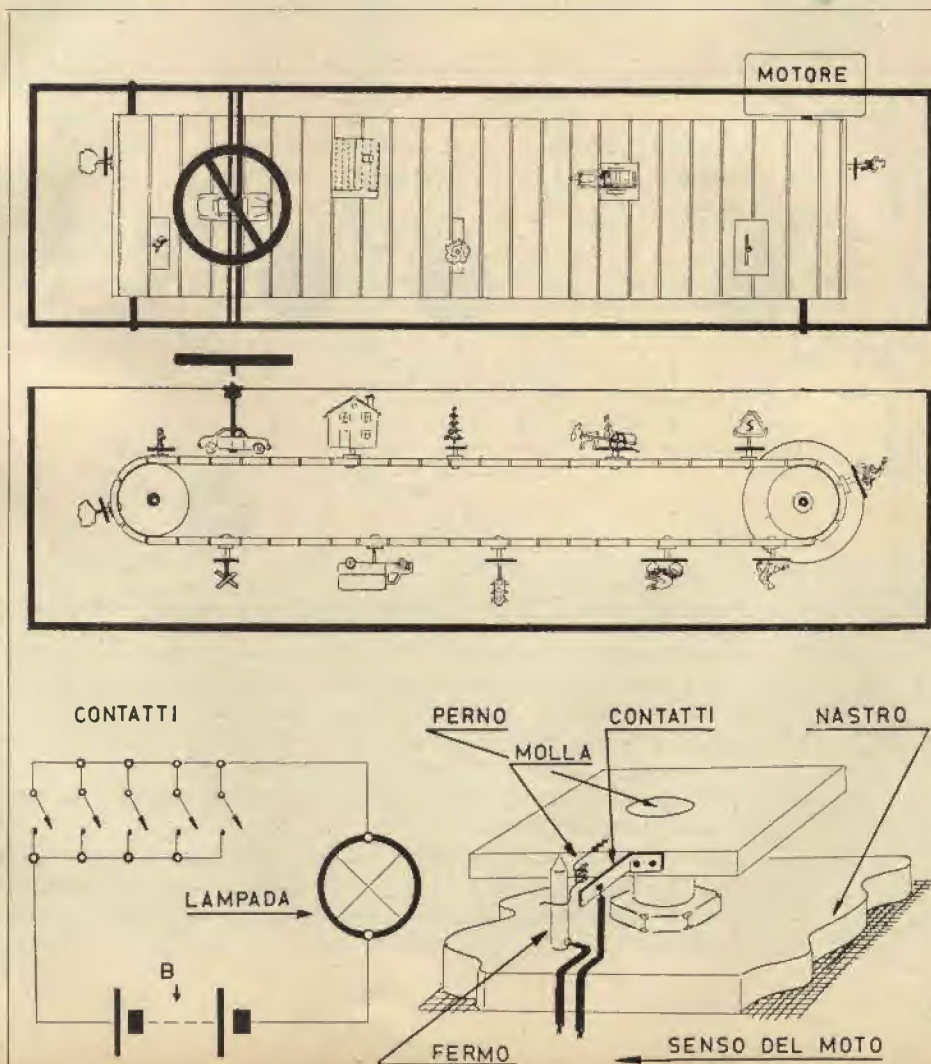 MOTORE
S
CONTATTI
LAMPADA
B
PERNO
CONTATTI
NASTRO
MOLLA
FERMO
SENSO DEL MOTO